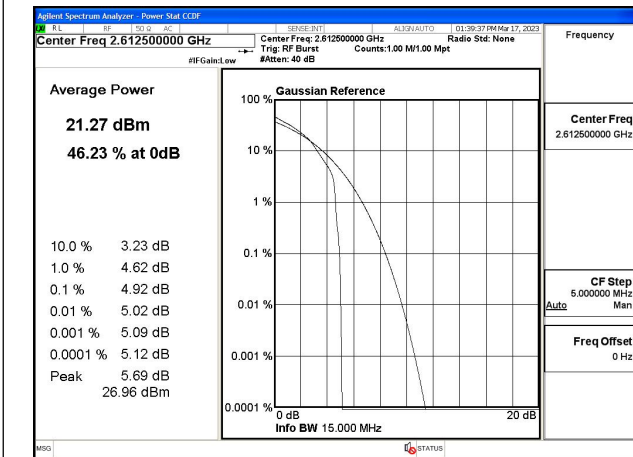 Agilent Spectrum Analyzer - Power Stat CCDF
LXI RL RF 50 Ω AC SENSE:INT ALIGNAUTO 01:39:37 PM Mar 17, 2023
Center Freq 2.612500000 GHz
Center Freq: 2.612500000 GHz Radio Std: None
Trig: RF Burst Counts:1.00 M/1.00 Mpt
#IFGain:Low #Atten: 40 dB
Frequency
Average Power
21.27 dBm
46.23 % at 0dB
10.0 % 3.23 dB
1.0 % 4.62 dB
0.1 % 4.92 dB
0.01 % 5.02 dB
0.001 % 5.09 dB
0.0001 % 5.12 dB
Peak 5.69 dB
26.96 dBm
Gaussian Reference
100 %
10 %
1 %
0.1 %
0.01 %
0.001 %
0.0001 %
0 dB 20 dB
Info BW 15.000 MHz
Center Freq
2.612500000 GHz
CF Step
5.000000 MHz
Auto Man
Freq Offset
0 Hz
MSG STATUS